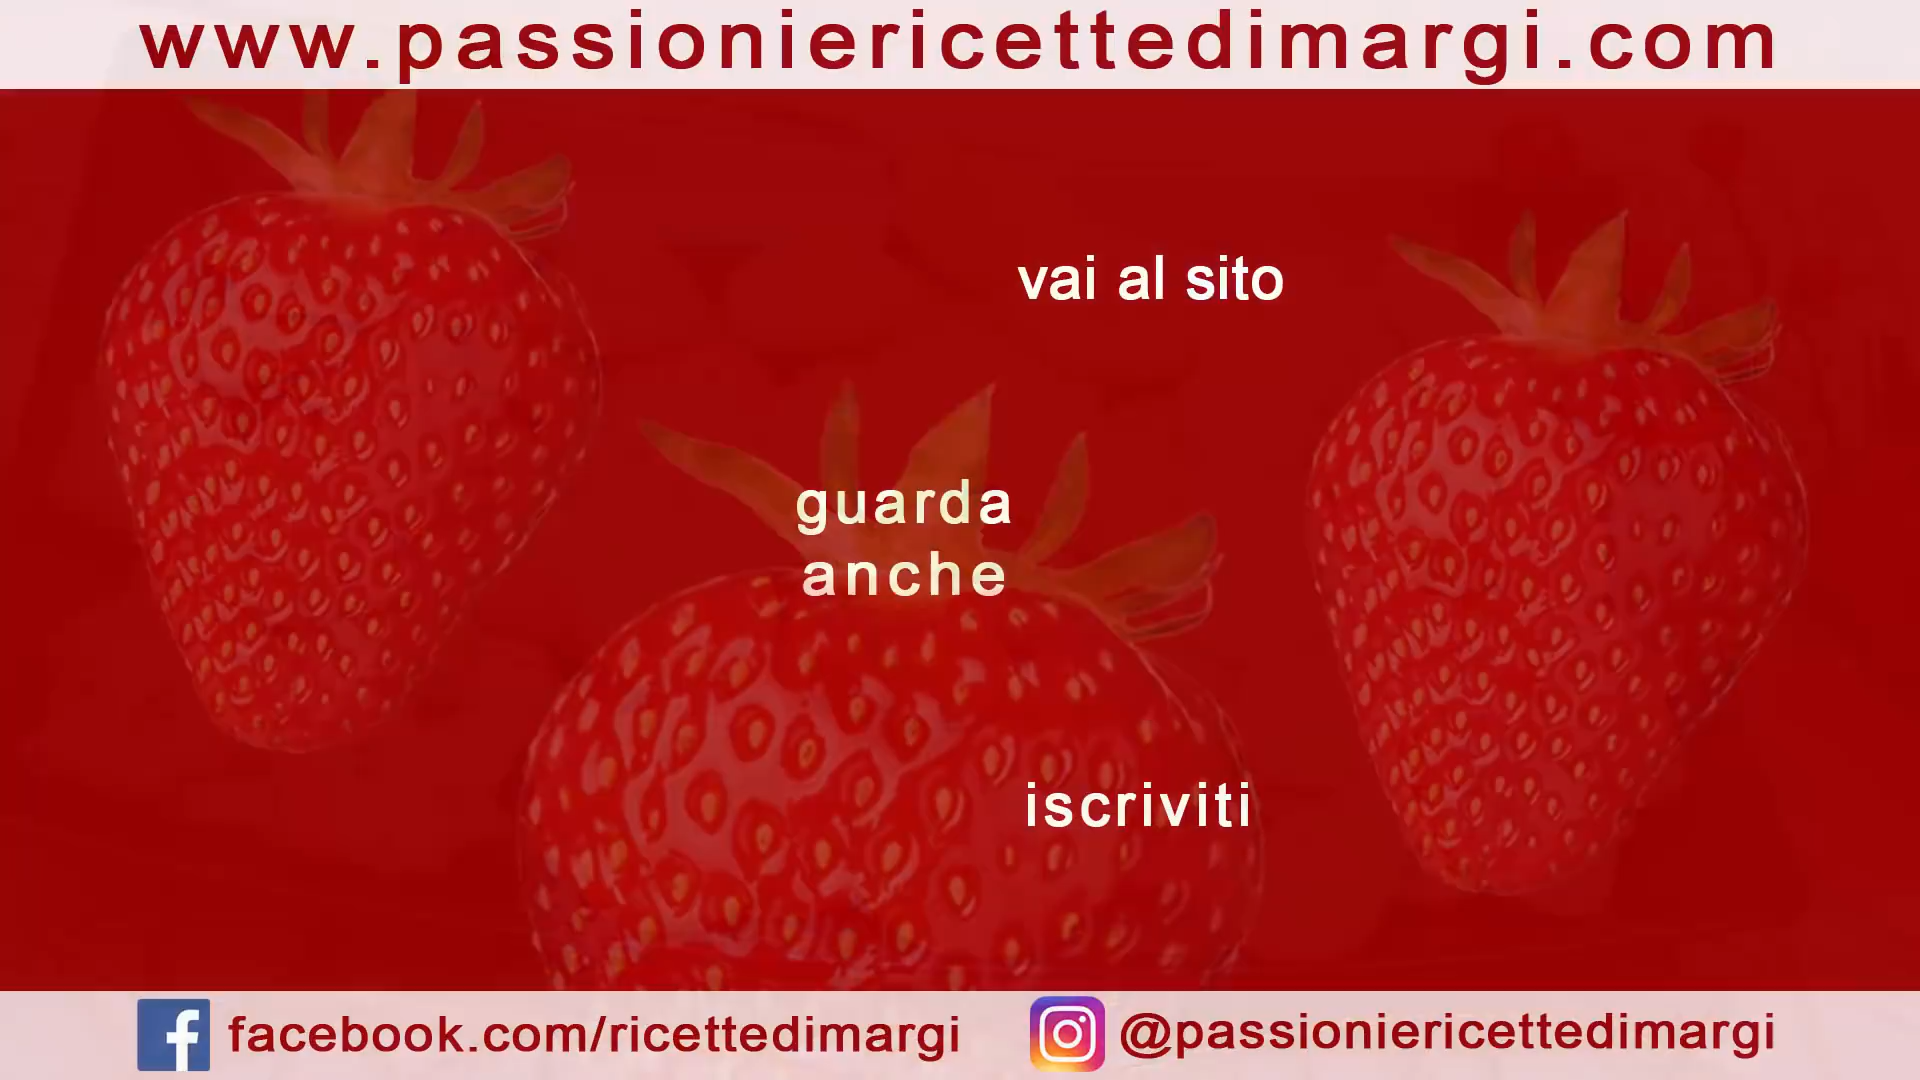 www.passioniericettedimargi.com
vai al sito
guarda
anche
iscriviti
facebook.com/ricettedimargi
@passioniericettedimargi